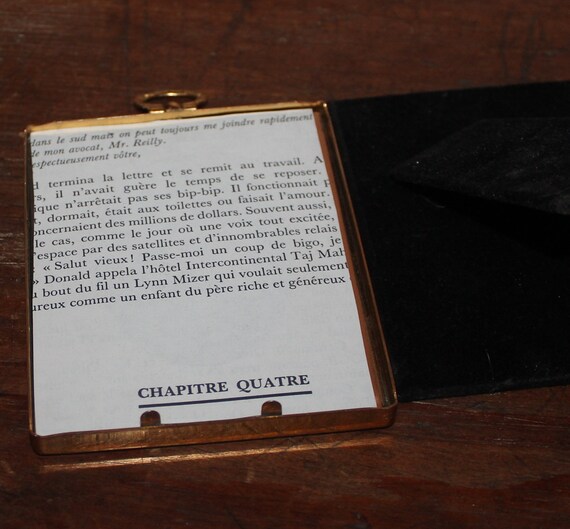 dans le sud mais on peut toujours me joindre rapidement
de mon avocat, Mr. Reilly.
espectueusement vôtre,
d termina la lettre et se remit au travail. A
rs, il n'avait guère le temps de se reposer.
ique n'arrêtait pas ses bip-bip. Il fonctionnait p
t, dormait, était aux toilettes ou faisait l'amour.
oncernaient des millions de dollars. Souvent aussi,
le cas, comme le jour où une voix tout excitée,
l'espace par des satellites et d'innombrables relais
: « Salut vieux! Passe-moi un coup de bigo, je
» Donald appela l'hôtel Intercontinental Taj Mah
u bout du fil un Lynn Mizer qui voulait seulement
ureux comme un enfant du père riche et généreux
CHAPITRE QUATRE